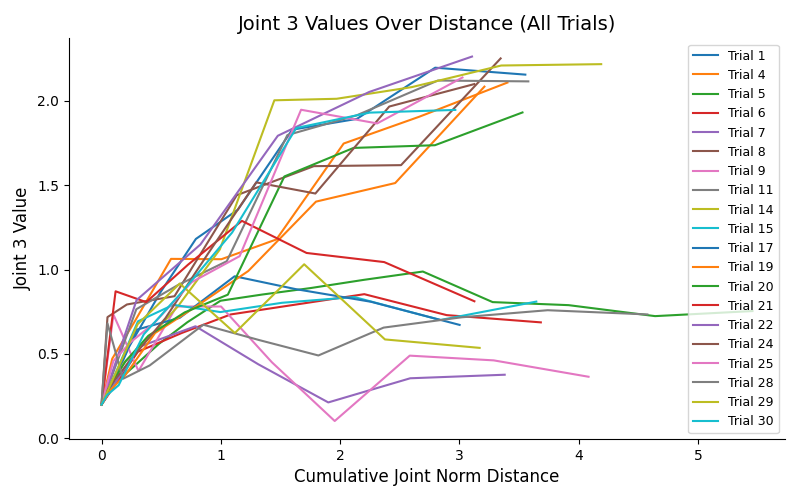 Joint 3 Values Over Distance (All Trials)
Joint 3 Value
2.0
1.5
1.0
0.5
0.0
0
1
2
3
4
5
Cumulative Joint Norm Distance
Trial 1
Trial 4
Trial 5
Trial 6
Trial 7
Trial 8
Trial 9
Trial 11
Trial 14
Trial 15
Trial 17
Trial 19
Trial 20
Trial 21
Trial 22
Trial 24
Trial 25
Trial 28
Trial 29
Trial 30